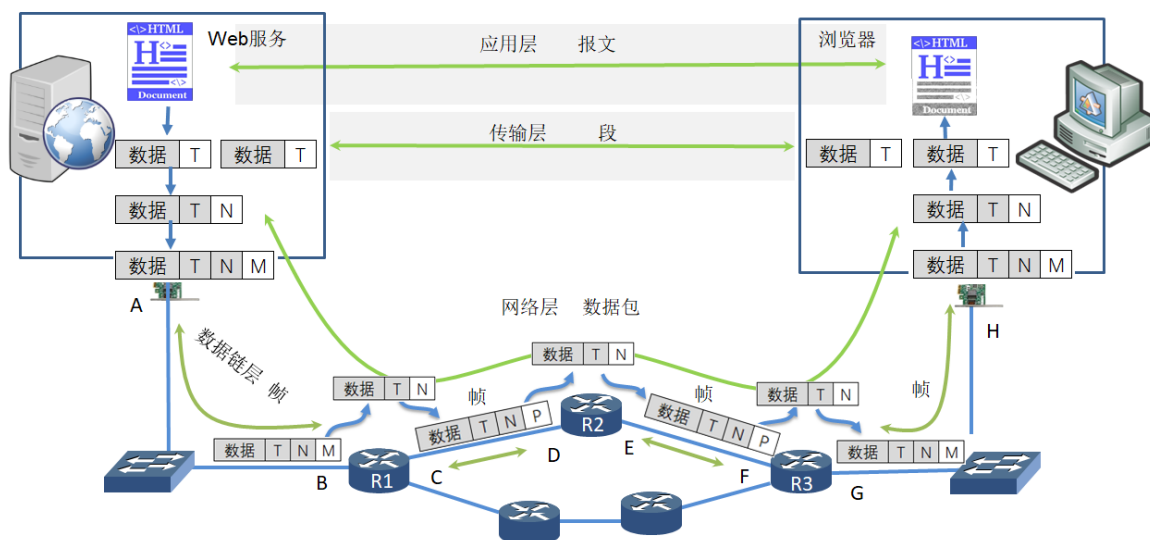 <\>HTML
H
<>
<\>
Document
Web服务
应用层 报文
浏览器
<\>HTML
H
<>
<\>
Document
传输层 段
数据 T
数据 T
数据 T
数据 T
数据 T N
数据 T N
数据 T N M
数据 T N M
A
H
网络层 数据包
数据链层 帧
数据 T N
数据 T N
帧
数据 T N P
帧
数据 T N P
数据 T N
帧
数据 T N M
数据 T N M
R1
R2
R3
B
C
D
E
F
G